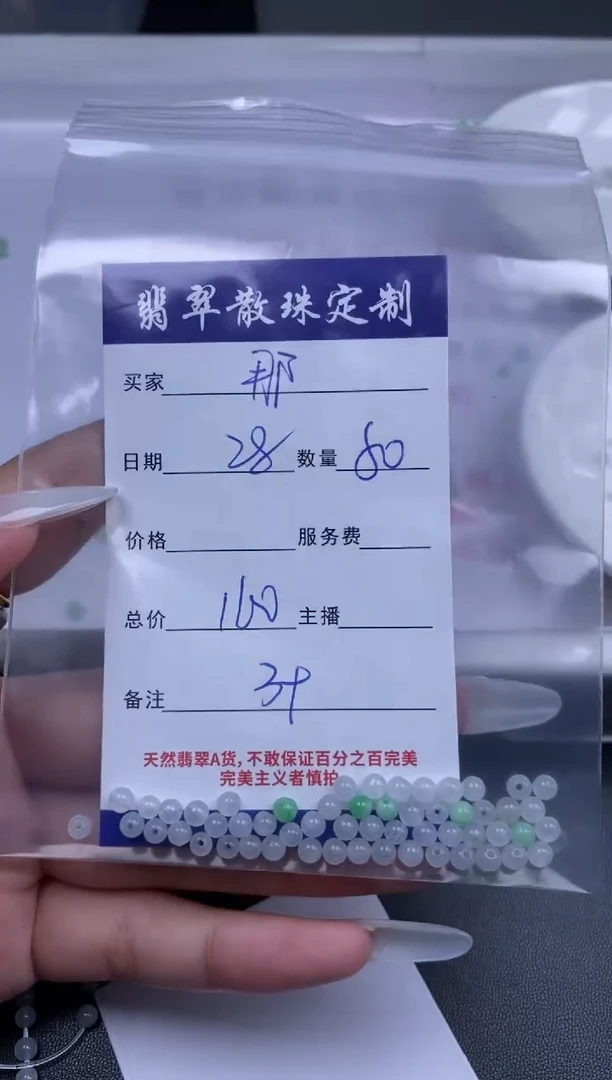 翡翠散珠定制
买家 那
日期 28 数量 80
价格 服务费
总价 160 主播
备注
天然翡翠A货,不敢保证百分之百完美
完美主义者慎拍